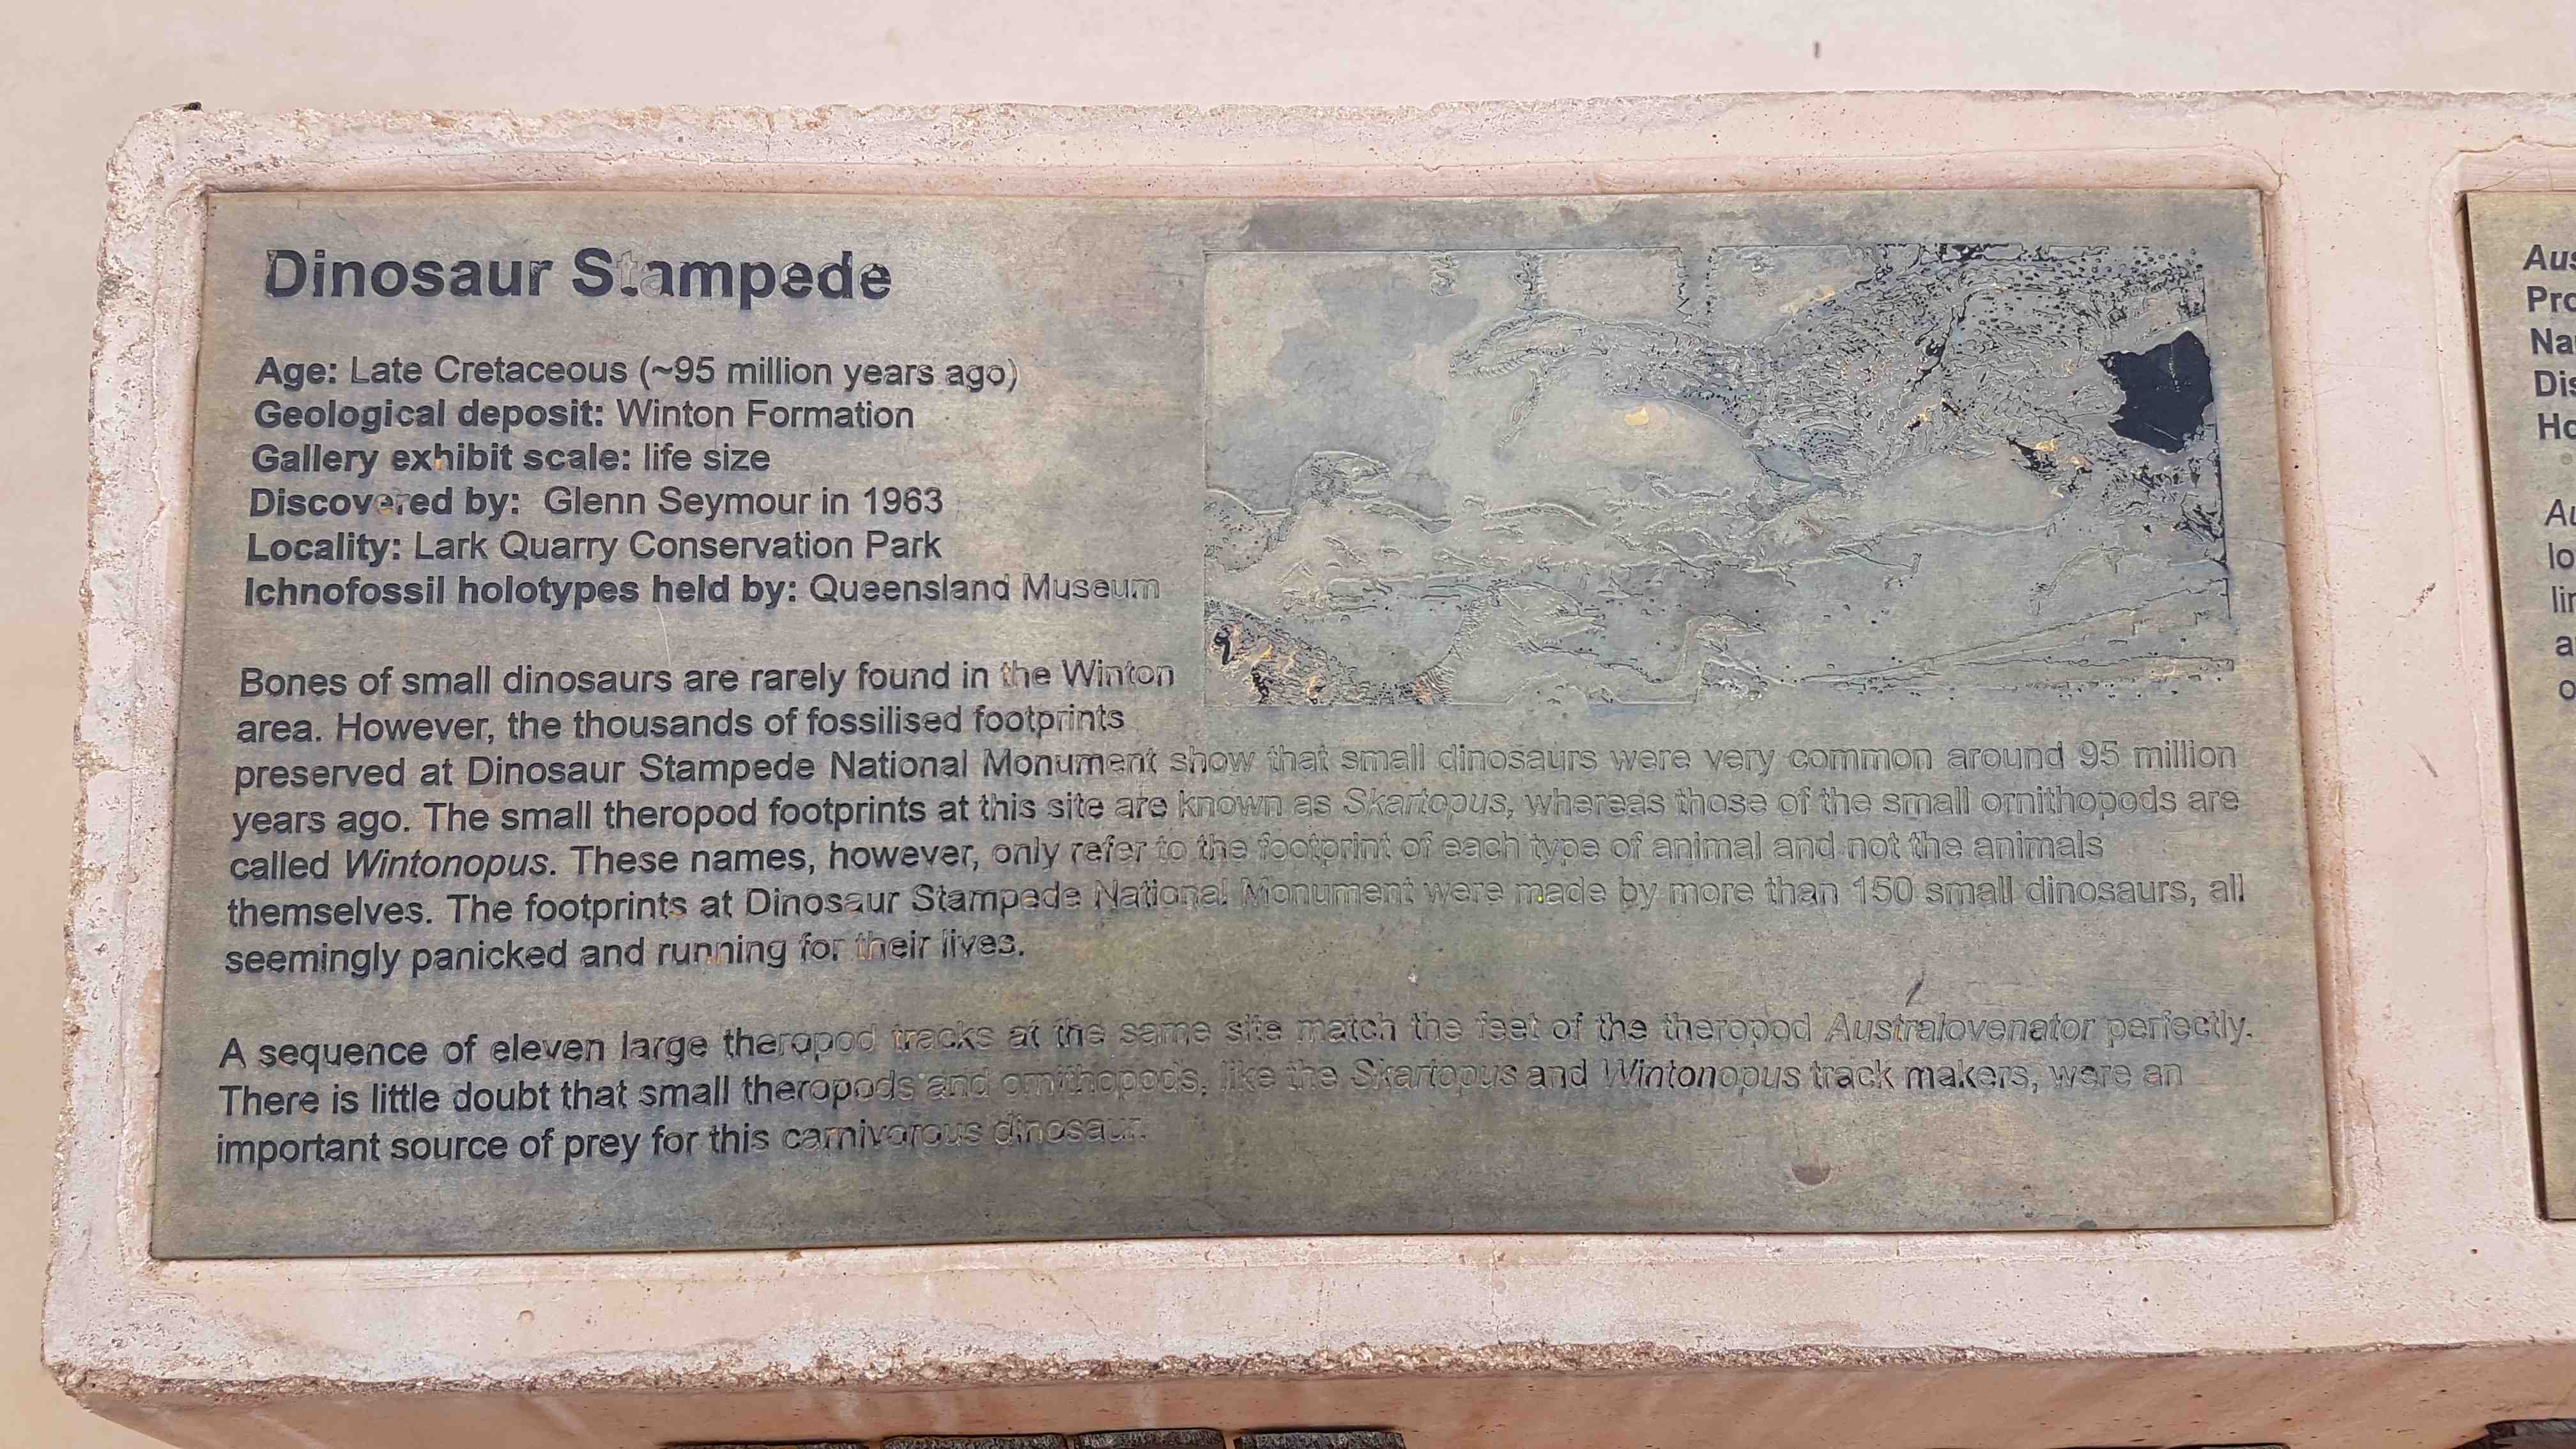 Dinosaur Stampede
Age: Late Cretaceous (~95 million years ago)
Geological deposit: Winton Formation
Gallery exhibit scale: life size
Discovered by: Glenn Seymour in 1963
Locality: Lark Quarry Conservation Park
Ichnofossil holotypes held by: Queensland Museum
Bones of small dinosaurs are rarely found in the Winton
area. However, the thousands of fossilised footprints
preserved at Dinosaur Stampede National Monument show that small dinosaurs were very common around 95 million
years ago. The small theropod footprints at this site are known as Skartopus, whereas those of the small ornithopods are
called Wintonopus. These names, however, only refer to the footprint of each type of animal and not the animals
themselves. The footprints at Dinosaur Stampede National Monument were made by more than 150 small dinosaurs, all
seemingly panicked and running for their lives.
A sequence of eleven large theropod tracks at the same site match the feet of the theropod Australovenator perfectly.
There is little doubt that small theropods and ornithopods, like the Skartopus and Wintonopus track makers, were an
important source of prey for this carnivorous dinosaur.